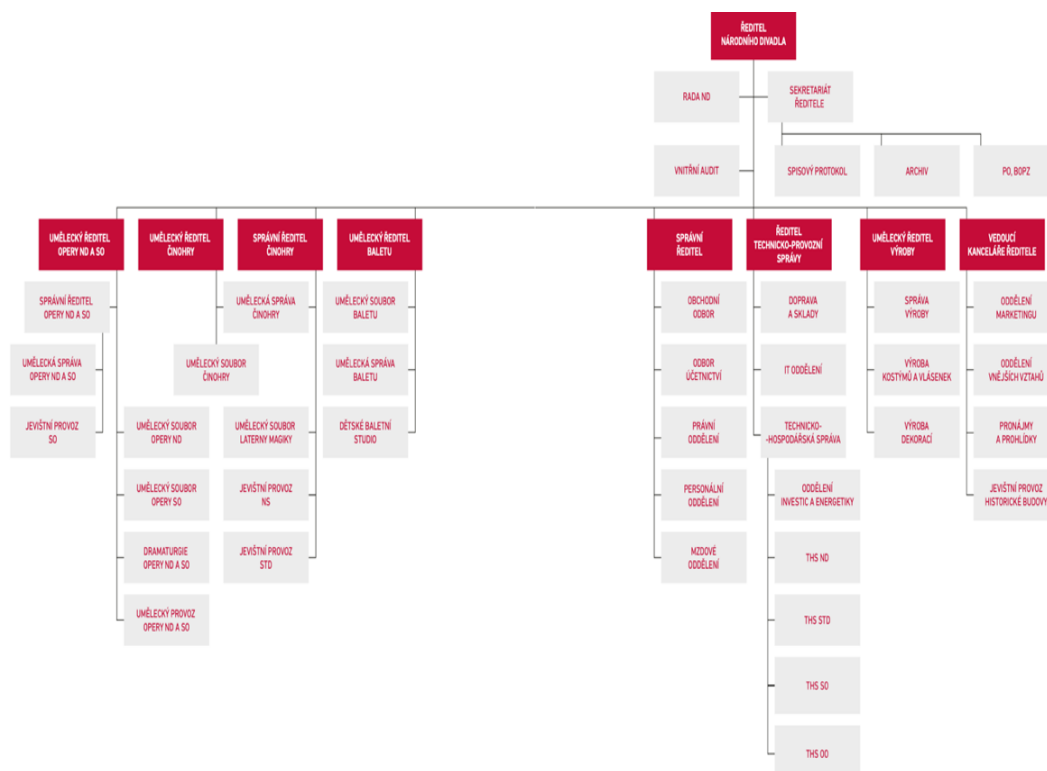 ŘEDITEL
NÁRODNÍHO DIVADLA
RADA ND
SEKRETARIÁT
ŘEDITELE
VNITŘNÍ AUDIT
SPISOVÝ PROTOKOL
ARCHIV
PO, BOPZ
UMĚLECKÝ ŘEDITEL
OPERY ND A SO
SPRÁVNÍ ŘEDITEL
OPERY ND A SO
UMĚLECKÁ SPRÁVA
OPERY ND A SO
JEVIŠTNÍ PROVOZ
SO
UMĚLECKÝ SOUBOR
OPERY ND
UMĚLECKÝ SOUBOR
OPERY SO
DRAMATURGIE
OPERY ND A SO
UMĚLECKÝ PROVOZ
OPERY ND A SO
UMĚLECKÝ ŘEDITEL
ČINOHRY
UMĚLECKÝ SOUBOR
ČINOHRY
SPRÁVNÍ ŘEDITEL
ČINOHRY
UMĚLECKÁ SPRÁVA
ČINOHRY
UMĚLECKÝ SOUBOR
LATERNY MAGIKY
JEVIŠTNÍ PROVOZ
NS
JEVIŠTNÍ PROVOZ
STD
UMĚLECKÝ ŘEDITEL
BALETU
UMĚLECKÝ SOUBOR
BALETU
UMĚLECKÁ SPRÁVA
BALETU
DĚTSKÉ BALETNÍ
STUDIO
SPRÁVNÍ
ŘEDITEL
OBCHODNÍ
ODBOR
ODBOR
ÚČETNICTVÍ
PRÁVNÍ
ODDĚLENÍ
PERSONÁLNÍ
ODDĚLENÍ
MZDOVÉ
ODDĚLENÍ
ŘEDITEL
TECHNICKO-PROVOZNÍ
SPRÁVY
DOPRAVA
A SKLADY
IT ODDĚLENÍ
TECHNICKO-
-HOSPODÁŘSKÁ SPRÁVA
ODDĚLENÍ
INVESTIC A ENERGETIKY
THS ND
THS STD
THS SO
THS OO
UMĚLECKÝ ŘEDITEL
VÝROBY
SPRÁVA
VÝROBY
VÝROBA
KOSTÝMŮ A VLÁSENEK
VÝROBA
DEKORACÍ
VEDOUCÍ
KANCELÁŘE ŘEDITELE
ODDĚLENÍ
MARKETINGU
ODDĚLENÍ
VNĚJŠÍCH VZTAHŮ
PRONÁJMY
A PROHLÍDKY
JEVIŠTNÍ PROVOZ
HISTORICKÉ BUDOVY